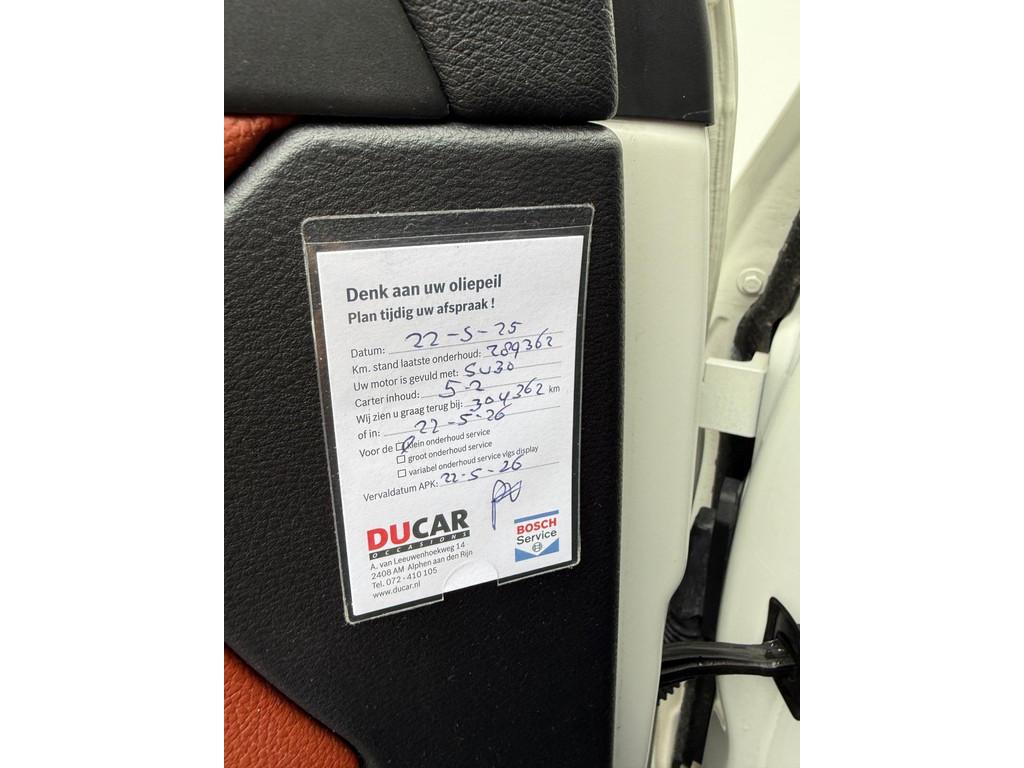 Denk aan uw oliepeil
Plan tijdig uw afspraak !
Datum: 22-5-25
Km. stand laatste onderhoud: 289362
Uw motor is gevuld met: 5W30
Carter inhoud: 5-2
Wij zien u graag terug bij: 304362 km
of in: 22-5-26
Voor de ☐ klein onderhoud service
☐ groot onderhoud service
☐ variabel onderhoud service vlgs display
Vervaldatum APK: 22-5-26
DUCAR
OCCASIONS
A. van Leeuwenhoekweg 14
2408 AM Alphen aan den Rijn
Tel. 072 - 410 105
www.ducar.nl
BOSCH
Service